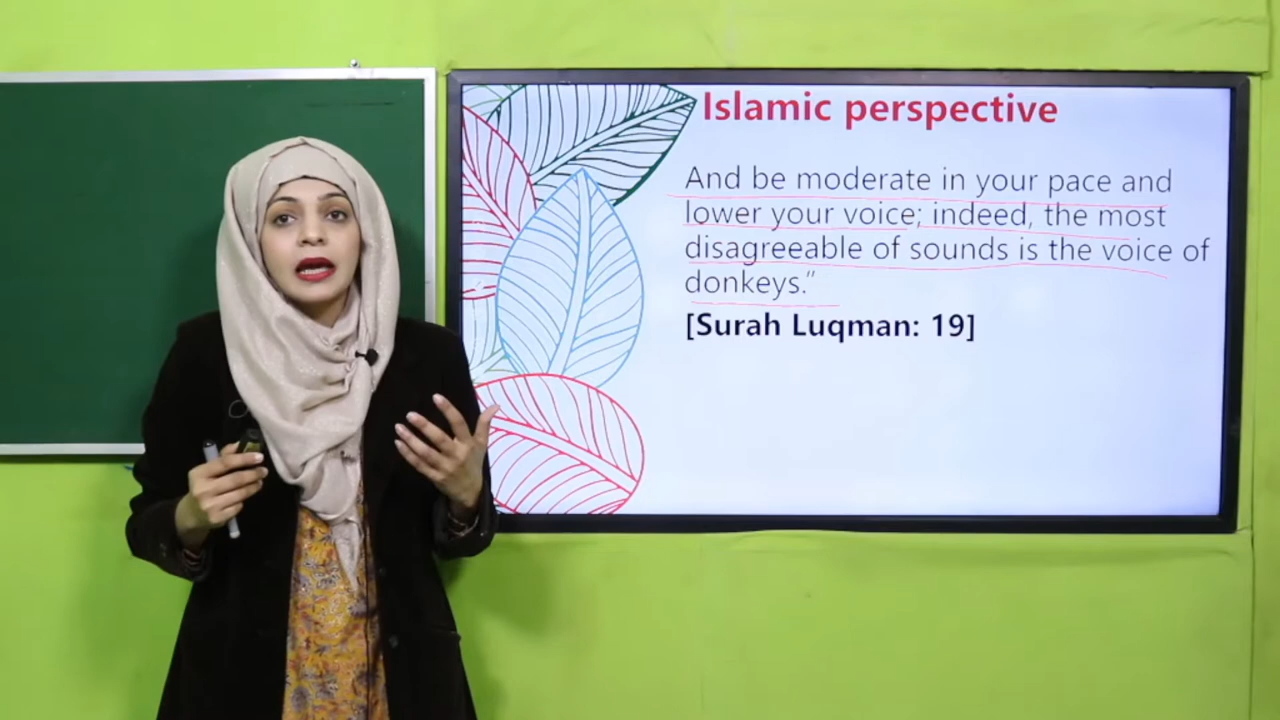 Islamic perspective
And be moderate in your pace and
lower your voice; indeed, the most
disagreeable of sounds is the voice of
donkeys.”
[Surah Luqman: 19]